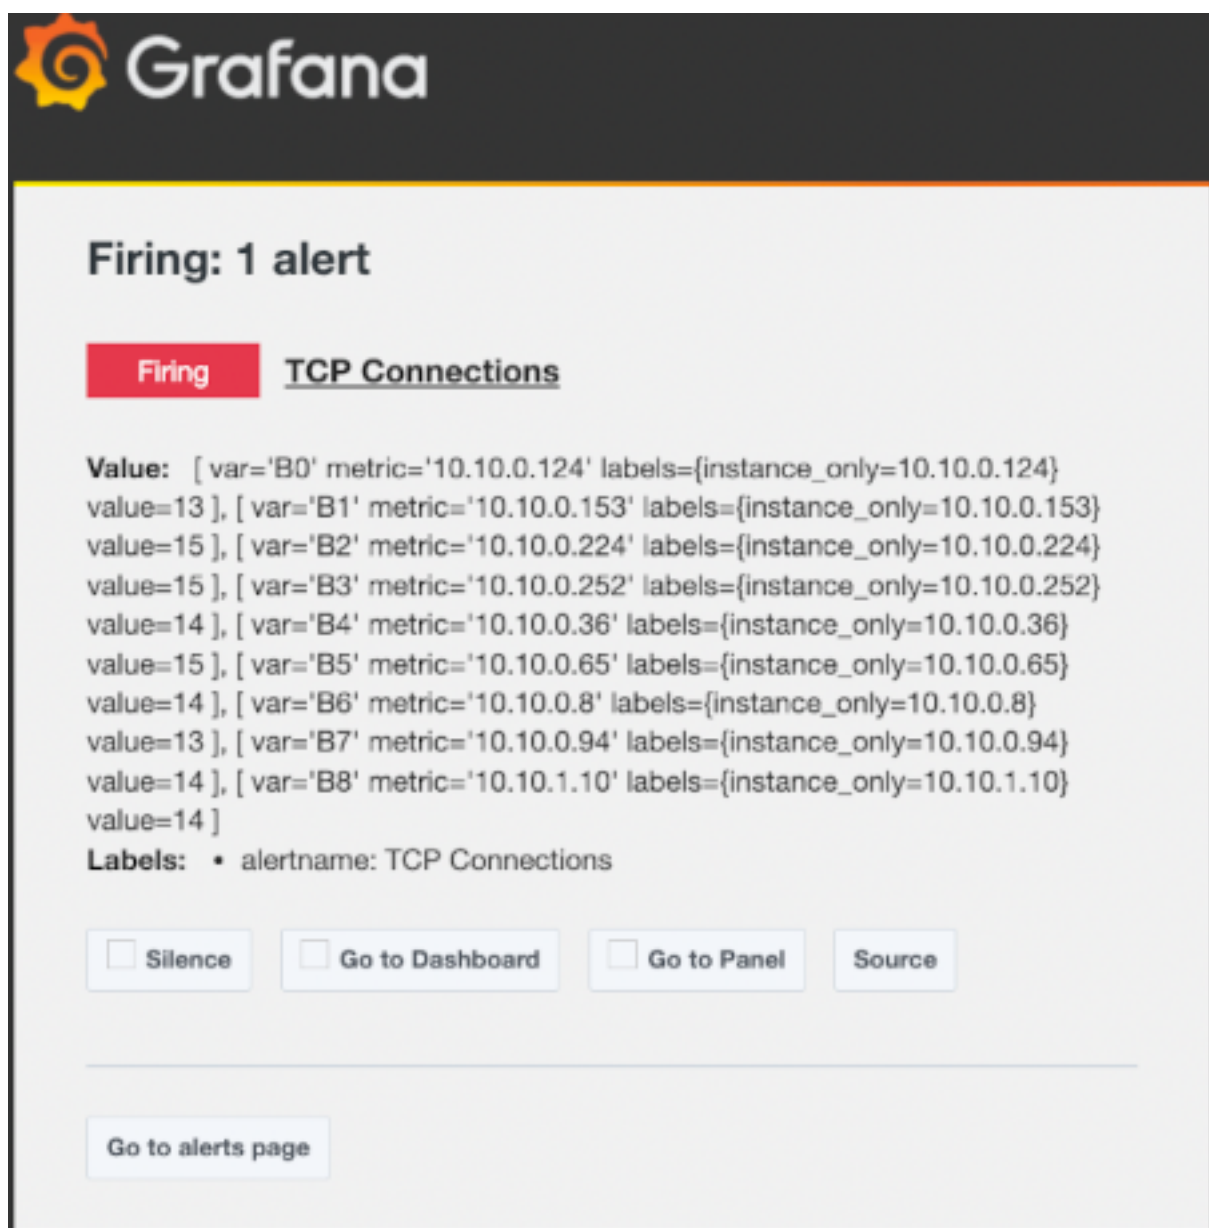 Grafana
Firing: 1 alert
Firing TCP Connections
Value: [ var='B0' metric='10.10.0.124' labels={instance_only=10.10.0.124}
value=13 ], [ var='B1' metric='10.10.0.153' labels={instance_only=10.10.0.153}
value=15 ], [ var='B2' metric='10.10.0.224' labels={instance_only=10.10.0.224}
value=15 ], [ var='B3' metric='10.10.0.252' labels={instance_only=10.10.0.252}
value=14 ], [ var='B4' metric='10.10.0.36' labels={instance_only=10.10.0.36}
value=15 ], [ var='B5' metric='10.10.0.65' labels={instance_only=10.10.0.65}
value=14 ], [ var='B6' metric='10.10.0.8' labels={instance_only=10.10.0.8}
value=13 ], [ var='B7' metric='10.10.0.94' labels={instance_only=10.10.0.94}
value=14 ], [ var='B8' metric='10.10.1.10' labels={instance_only=10.10.1.10}
value=14 ]
Labels: • alertname: TCP Connections
Silence Go to Dashboard Go to Panel Source
Go to alerts page